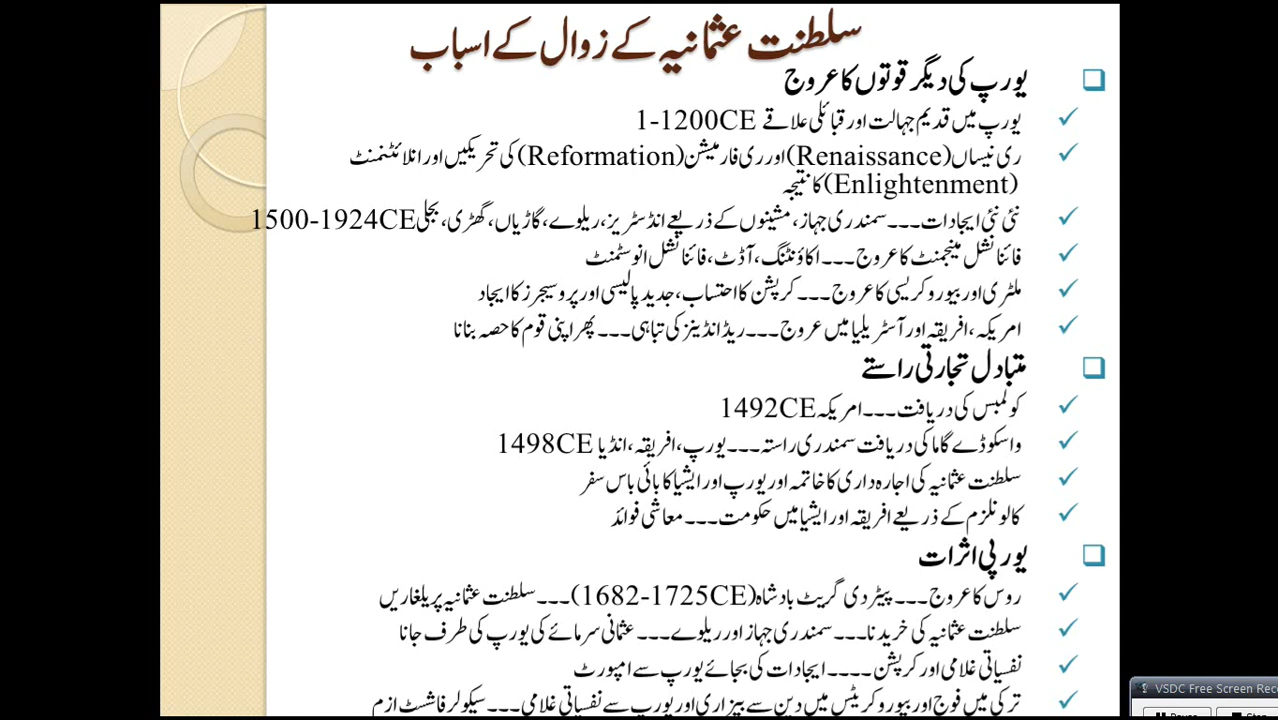 سلطنت عثمانیہ کے زوال کے اسباب
یورپ کی دیگر قوتوں کا عروج
یورپ میں قدیم جہالت اور قبائلی علاقے 1-1200CE
ری نیساں (Renaissance) اور ری فارمیشن (Reformation) کی تحریکیں اور انلائٹنمنٹ
(Enlightenment) کا نتیجہ
نئی نئی ایجادات۔۔۔ سمندری جہاز، مشینوں کے ذریعے انڈسٹریز، ریلوے، گاڑیاں، گھڑی، بجلی 1500-1924CE
فائنانشل مینجمنٹ کا عروج۔۔۔ اکاؤنٹنگ، آڈٹ، فائنانشل انوسٹمنٹ
ملٹری اور بیوروکریسی کا عروج۔۔۔ کرپشن کا احتساب، جدید پالیسی اور پروسیجرز کا ایجاد
امریکہ، افریقہ اور آسٹریلیا میں عروج۔۔۔ ریڈ انڈینز کی تباہی۔۔۔ پھر اپنی قوم کا حصہ بنانا
متبادل تجارتی راستے
کولمبس کی دریافت۔۔۔ امریکہ 1492CE
واسکوڈے گاما کی دریافت سمندری راستہ۔۔۔ یورپ، افریقہ، انڈیا 1498CE
سلطنت عثمانیہ کی اجارہ داری کا خاتمہ اور یورپ اور ایشیا کا بائی پاس سفر
کالونلزم کے ذریعے افریقہ اور ایشیا میں حکومت۔۔۔ معاشی فوائد
یورپی اثرات
روس کا عروج۔۔۔ پیٹر دی گریٹ بادشاہ (1682-1725CE)۔۔۔ سلطنت عثمانیہ پر یلغاریں
سلطنت عثمانیہ کی خریدنا۔۔۔ سمندری جہاز اور ریلوے۔۔۔ عثمانی سرمائے کی یورپ کی طرف جانا
نفسیاتی غلامی اور کرپشن۔۔۔۔ ایجادات کی بجائے یورپ سے امپورٹ
ترکی میں فوج اور بیوروکریٹس میں دین سے بیزاری اور یورپ سے نفسیاتی غلامی۔۔۔ سیکولر فاشسٹ ازم
VSDC Free Screen Rec